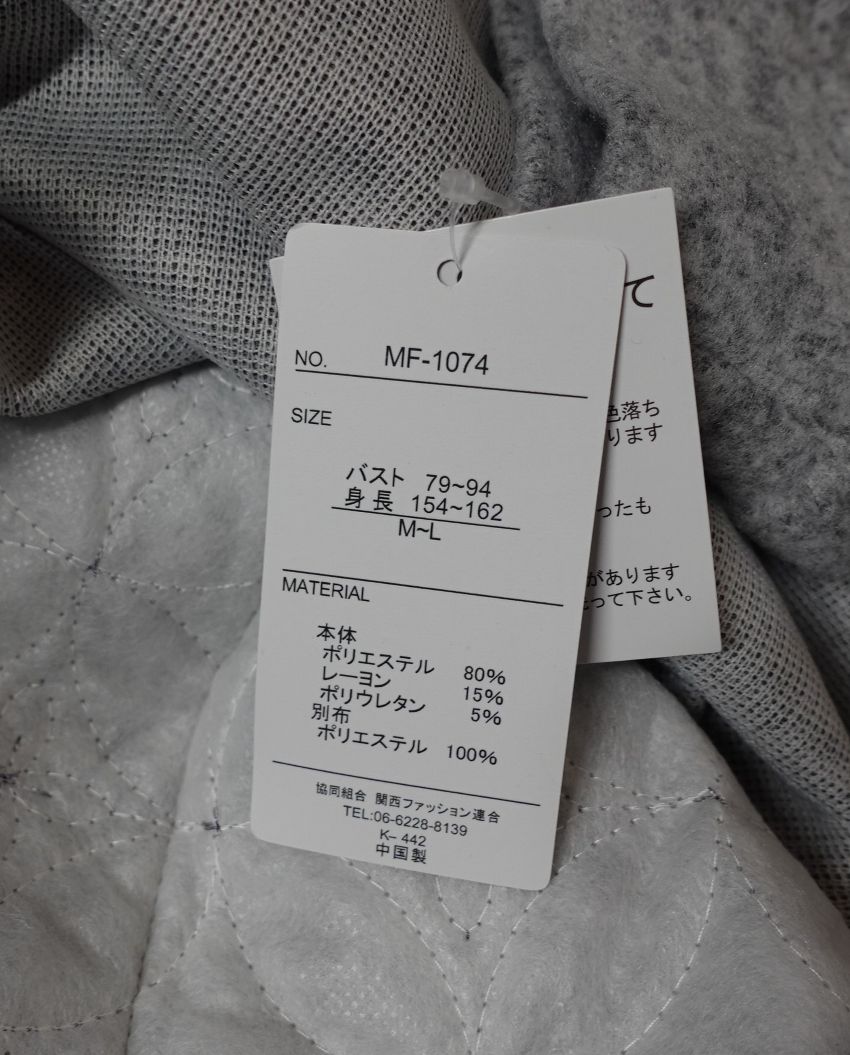 NO. MF-1074
SIZE
バスト 79~94
身長 154~162
M~L
MATERIAL
本体
ポリエステル 80%
レーヨン 15%
ポリウレタン 5%
別布
ポリエステル 100%
協同組合 関西ファッション連合
TEL:06-6228-8139
K- 442
中国製
て
色落ち
ります
ったも
があります
って下さい。